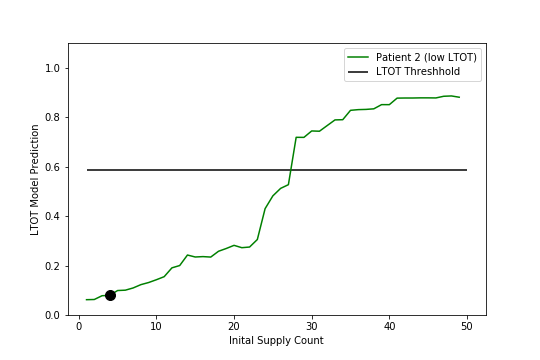 Patient 2 (low LTOT)
LTOT Threshhold
1.0
0.8
0.6
0.4
0.2
0.0
LTOT Model Prediction
0 10 20 30 40 50
Inital Supply Count